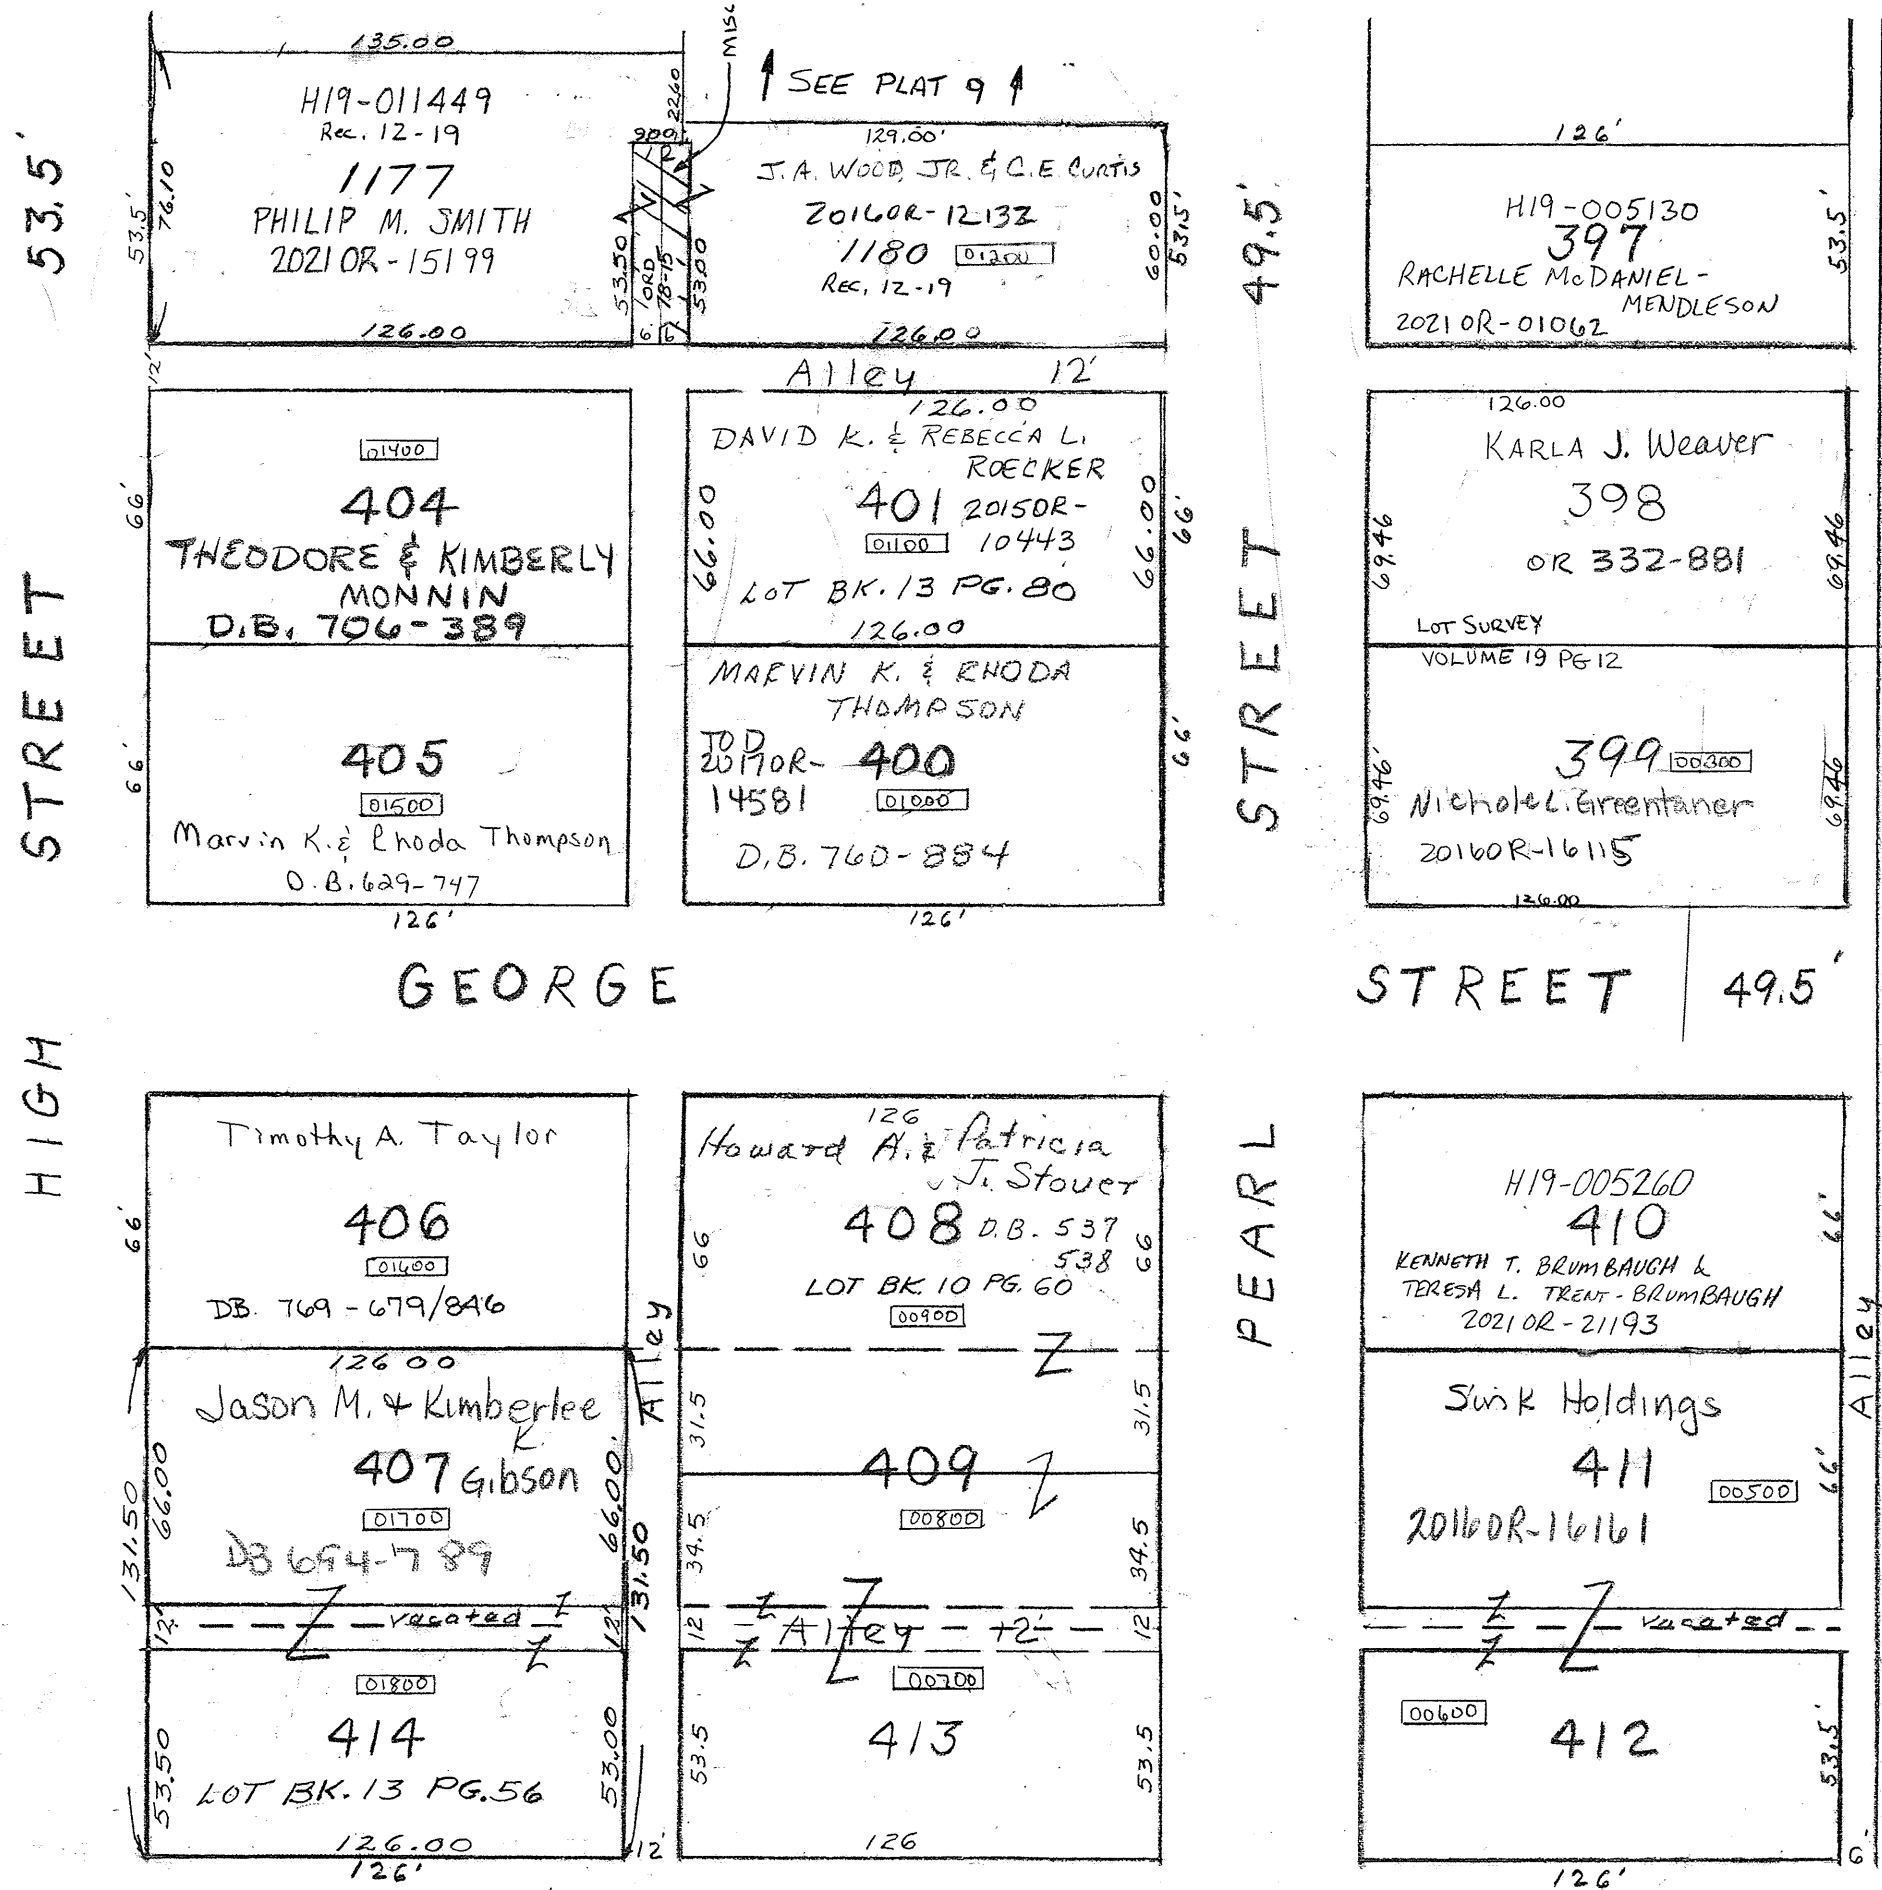 135.00
H19-011449
Rec. 12-19
1177
PHILIP M. SMITH
2021 OR-15199
53.5'
76.10
126.00
53.50
9.00
22.60
12
MISC
ORD
78-15
6.
6
53.00
↑ SEE PLAT 9 ↑
129.00'
J.A. WOOD, JR. & C.E. CURTIS
2016OR-12132
1180 01200
REC. 12-19
60.00
53.5'
126.00
126'
H19-005130
397
RACHELLE McDANIEL-
MENDLESON
2021 OR-01062
53.5'
12'
Alley 12'
01400
404
THEODORE & KIMBERLY
MONNIN
D.B. 706-389
66'
126.00
DAVID K. & REBECCA L.
ROECKER
401 2015OR-
01100 10443
LOT BK. 13 PG. 80
126.00
66.00
66.00
66'
126.00
KARLA J. Weaver
398
OR 332-881
69.46
69.46
LOT SURVEY
VOLUME 19 PG 12
405
01500
Marvin K. & Rhoda Thompson
D.B. 629-747
66'
126'
MARVIN K. & RHODA
THOMPSON
TOD
2017OR-
14581
400
01000
D.B. 760-884
66'
126'
399 00300
Nichole L. Greentaner
2016OR-16115
69.46'
69.46
126.00
HIGH STREET 53.5'
PEARL STREET 49.5'
GEORGE STREET 49.5'
Timothy A. Taylor
406
01600
DB. 769-679/846
66'
126
Howard A. & Patricia
J. Stover
408 D.B. 537
538
LOT BK. 10 PG. 60
00900
66
66
H19-005260
410
KENNETH T. BRUMBAUGH &
TERESA L. TRENT-BRUMBAUGH
2021 OR-21193
66'
Alley
Alley
126 00
Jason M. & Kimberlee
K.
407 Gibson
01700
DB 694-789
131.50
66.00
66.00'
131.50
31.5
31.5
409
00800
34.5
34.5
Sink Holdings
411
00500
2016OR-16161
66'
12'
vacated
12'
12
Alley 12'
12
vacated
01800
414
LOT BK. 13 PG. 56
53.50
53.00
126.00
126'
12'
00700
413
53.5
53.5
126
00600
412
53.5'
126'
6'